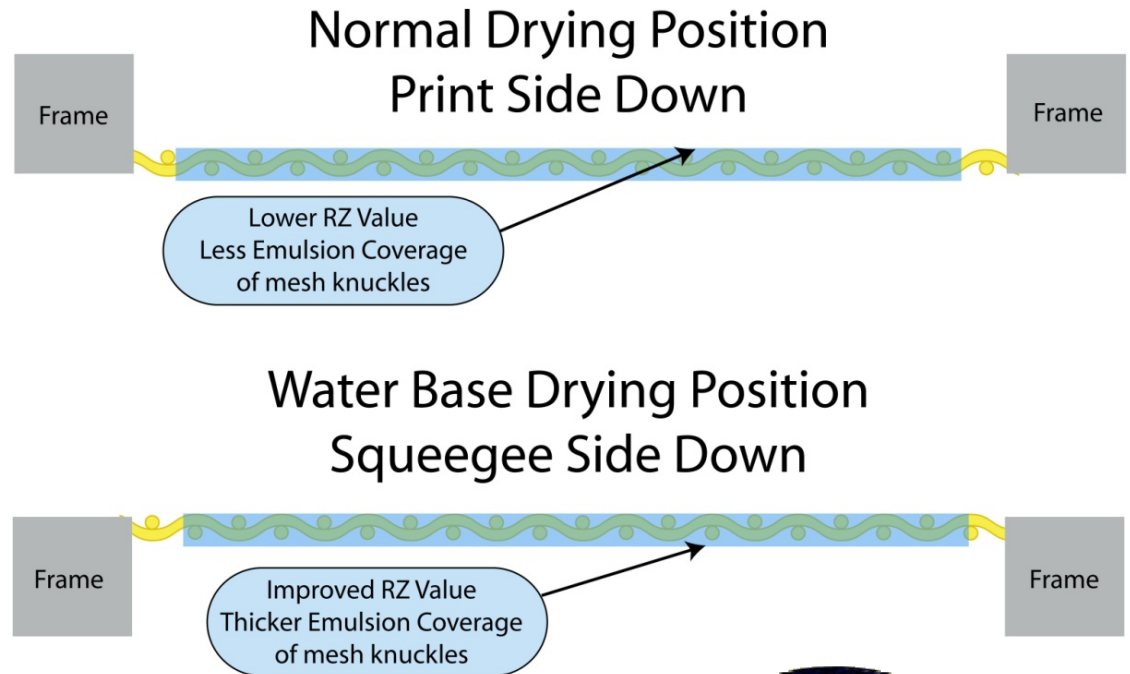 Normal Drying Position
Print Side Down
Frame
Frame
Lower RZ Value
Less Emulsion Coverage
of mesh knuckles
Water Base Drying Position
Squeegee Side Down
Frame
Frame
Improved RZ Value
Thicker Emulsion Coverage
of mesh knuckles